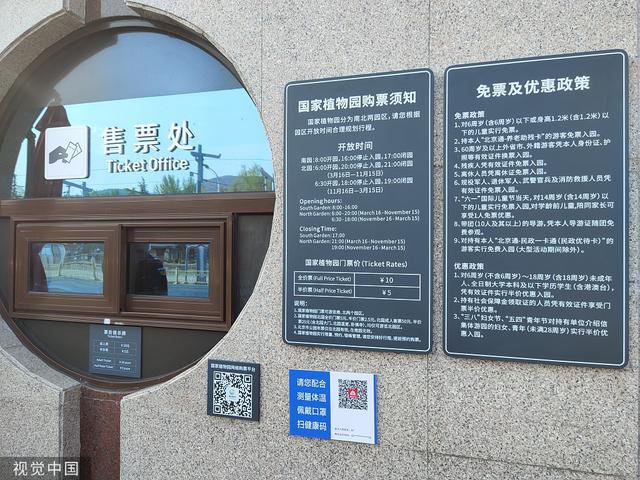 售票处
Ticket Office
国家植物园购票须知
国家植物园分为南北两园区,请您根据
园区开放时间合理规划行程。
开放时间
南园:8:00开园,16:00停止入园,17:00闭园
北园:6:00开园,20:00停止入园,21:00闭园
(3月16日—11月15日)
6:30开园,18:00停止入园,19:00闭园
(11月16日—3月15日)
Opening hours:
South Garden: 8:00-16:00
North Garden: 6:00-20:00 (March 16 - November 15)
6:30-18:00 (November 16 - March 15)
Closing Time:
South Garden: 17:00
North Garden: 21:00 (March 16 - November 15)
19:00 (November 16 - March 15)
国家植物园门票价 (Ticket Rates)
全价票 (Full Price Ticket) ¥10
半价票 (Half Price Ticket) ¥5
说明:
免票及优惠政策
免票政策
1、对6周岁(含6周岁)以下或身高1.2米(含1.2米)以
下的儿童实行免票。
2、持本人“北京通-养老助残卡”的游客免票入园。
3、60周岁及以上外省市、外籍游客凭本人身份证、护
照等有效证件换票入园。
4、残疾人凭有效证件免票入园。
5、离休人员凭离休证免票入园。
6、现役军人、退休军人、武警官兵及消防救援人员凭
有效证件免票入园。
7、“六一”国际儿童节当天,对14周岁(含14周岁)以
下的儿童实行免票入园,对学龄前儿童,陪同家长可
享受1人免票优惠。
8、带团(10人及其以上)的导游,凭本人导游证随团免
费参观。
9、对持有本人“北京通-民政一卡通(民政优待卡)”的
游客实行免费入园(大型活动期间除外)。
优惠政策
1、对6周岁(不含6周岁)~18周岁(含18周岁)未成年
人、全日制大学本科及以下学历学生(含港澳台),
凭有效证件实行半价优惠入园。
2、持有社会保障金领取证的人员凭有效证件享受门
票半价优惠。
3、“三八”妇女节、“五四”青年节对持有单位介绍信
集体游园的妇女、青年(未满28周岁)实行半价优
惠入园。
国家植物园网络购票平台
请您配合
测量体温
佩戴口罩
扫健康码
视觉中国